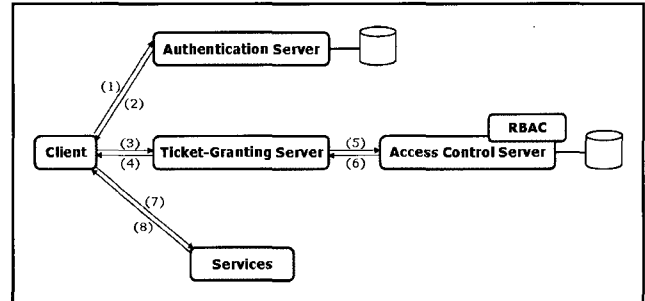 Authentication Server
(1)
(2)
RBAC
Client
(3)
(4)
Ticket-Granting Server
(5)
(6)
Access Control Server
(7)
(8)
Services